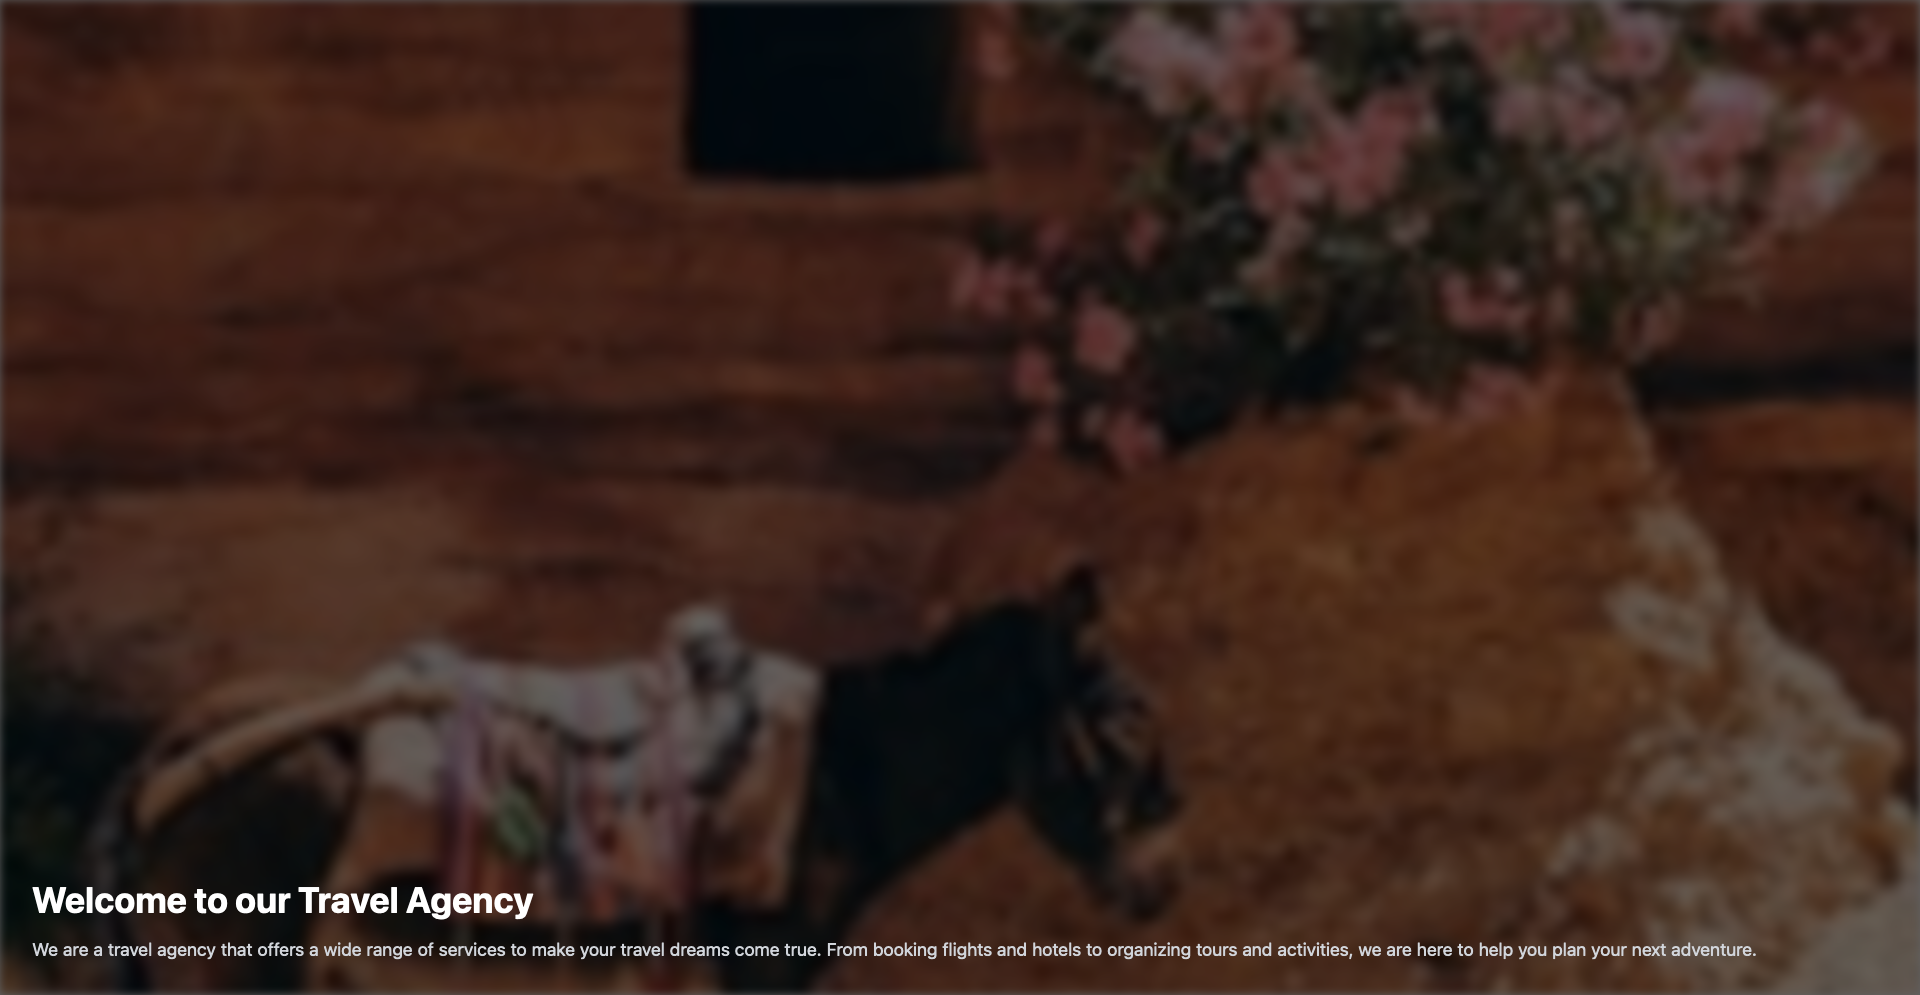 Welcome to our Travel Agency
We are a travel agency that offers a wide range of services to make your travel dreams come true. From booking flights and hotels to organizing tours and activities, we are here to help you plan your next adventure.